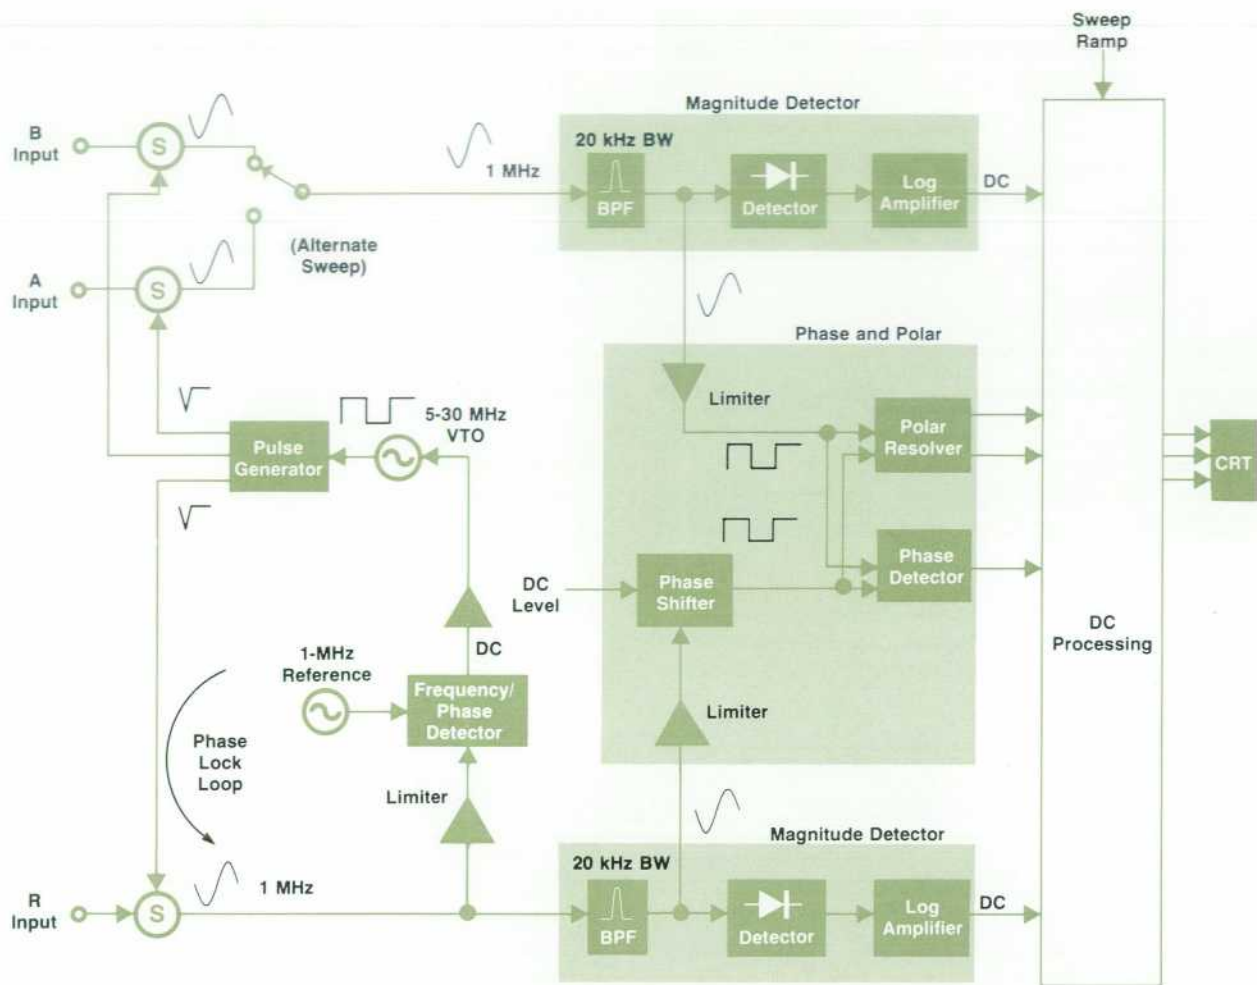 Sweep
Ramp
Magnitude Detector
B
Input
S
20 kHz BW
1 MHz
BPF
Detector
Log
Amplifier
DC
(Alternate
Sweep)
A
Input
S
Phase and Polar
Limiter
5-30 MHz
VTO
Pulse
Generator
Polar
Resolver
CRT
Phase
Detector
DC
Level
Phase
Shifter
DC
Processing
DC
1-MHz
Reference
Frequency/
Phase
Detector
Limiter
Phase
Lock
Loop
Limiter
Magnitude Detector
20 kHz BW
R
Input
S
1 MHz
BPF
Detector
Log
Amplifier
DC